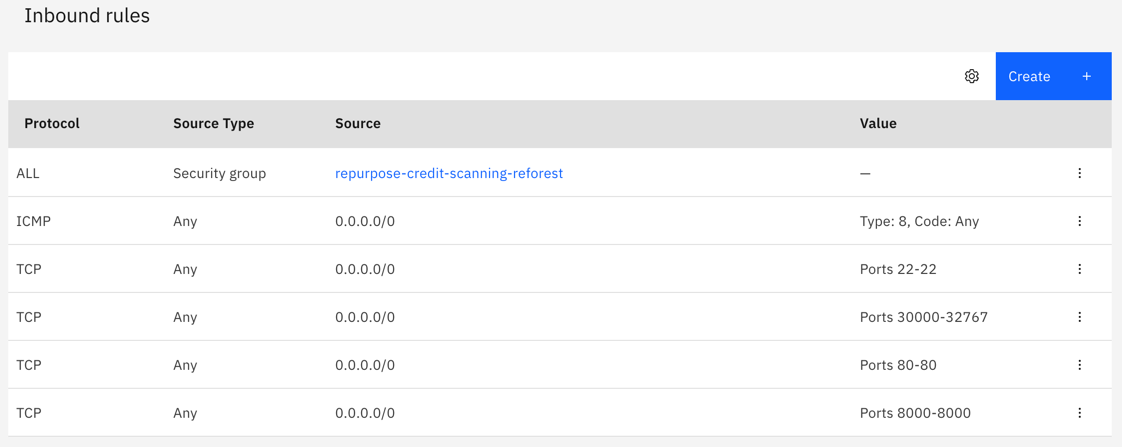 Inbound rules
Create +
Protocol Source Type Source Value
ALL Security group repurpose-credit-scanning-reforest —
ICMP Any 0.0.0.0/0 Type: 8, Code: Any
TCP Any 0.0.0.0/0 Ports 22-22
TCP Any 0.0.0.0/0 Ports 30000-32767
TCP Any 0.0.0.0/0 Ports 80-80
TCP Any 0.0.0.0/0 Ports 8000-8000